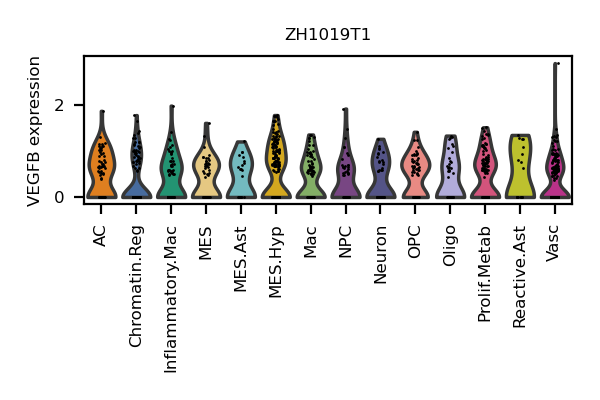 ZH1019T1
VEGFB expression
2
0
AC
Chromatin.Reg
Inflammatory.Mac
MES
MES.Ast
MES.Hyp
Mac
NPC
Neuron
OPC
Oligo
Prolif.Metab
Reactive.Ast
Vasc